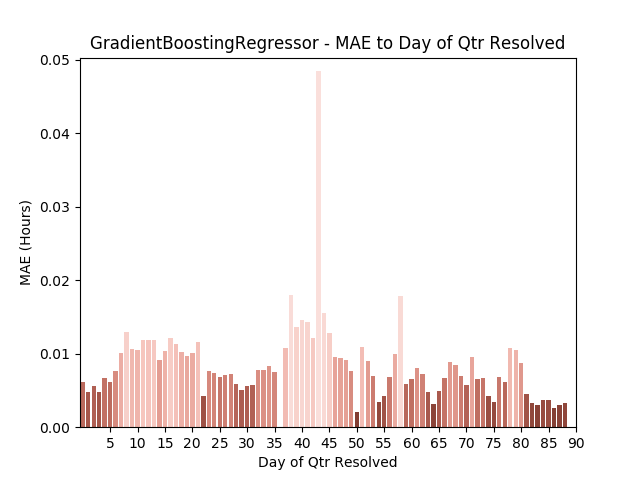 GradientBoostingRegressor - MAE to Day of Qtr Resolved
0.05
0.04
0.03
0.02
0.01
0.00
MAE (Hours)
5 10 15 20 25 30 35 40 45 50 55 60 65 70 75 80 85 90
Day of Qtr Resolved